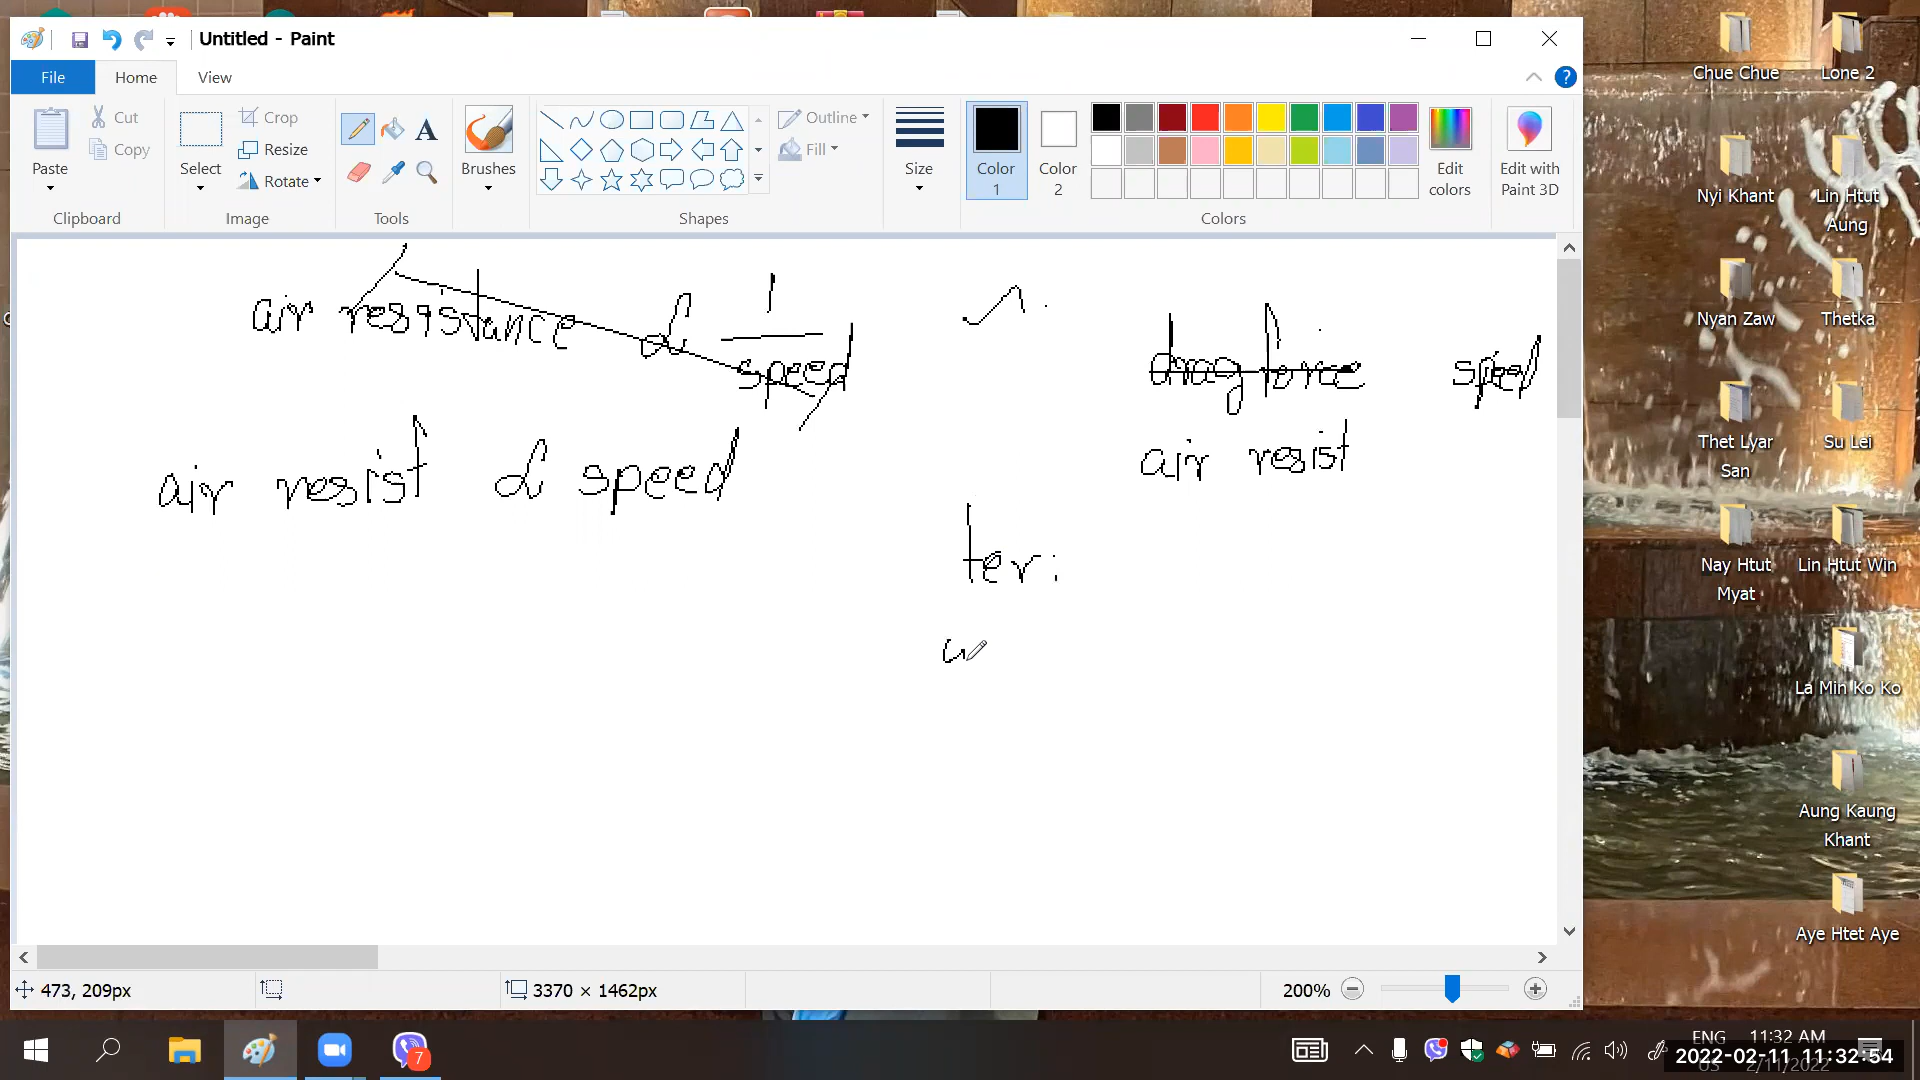 Untitled - Paint
File Home View
Paste Cut Copy Clipboard
Select Crop Resize Rotate Image
Tools
Brushes
Shapes
Outline Fill
Size
Color 1 Color 2
Edit colors
Colors
Edit with Paint 3D
air resistance ∝ 1
speed
drag force speed
air resist
air resist ∝ speed
ter:
473, 209px
3370 × 1462px
200%
Chue Chue
Lone 2
Nyi Khant
Lin Htut Aung
Nyan Zaw
Thetka
Thet Lyar San
Su Lei
Nay Htut Myat
Lin Htut Win
La Min Ko Ko
Aung Kaung Khant
Aye Htet Aye
7
ENG
11:32 AM
2022-02-11 11:32:54